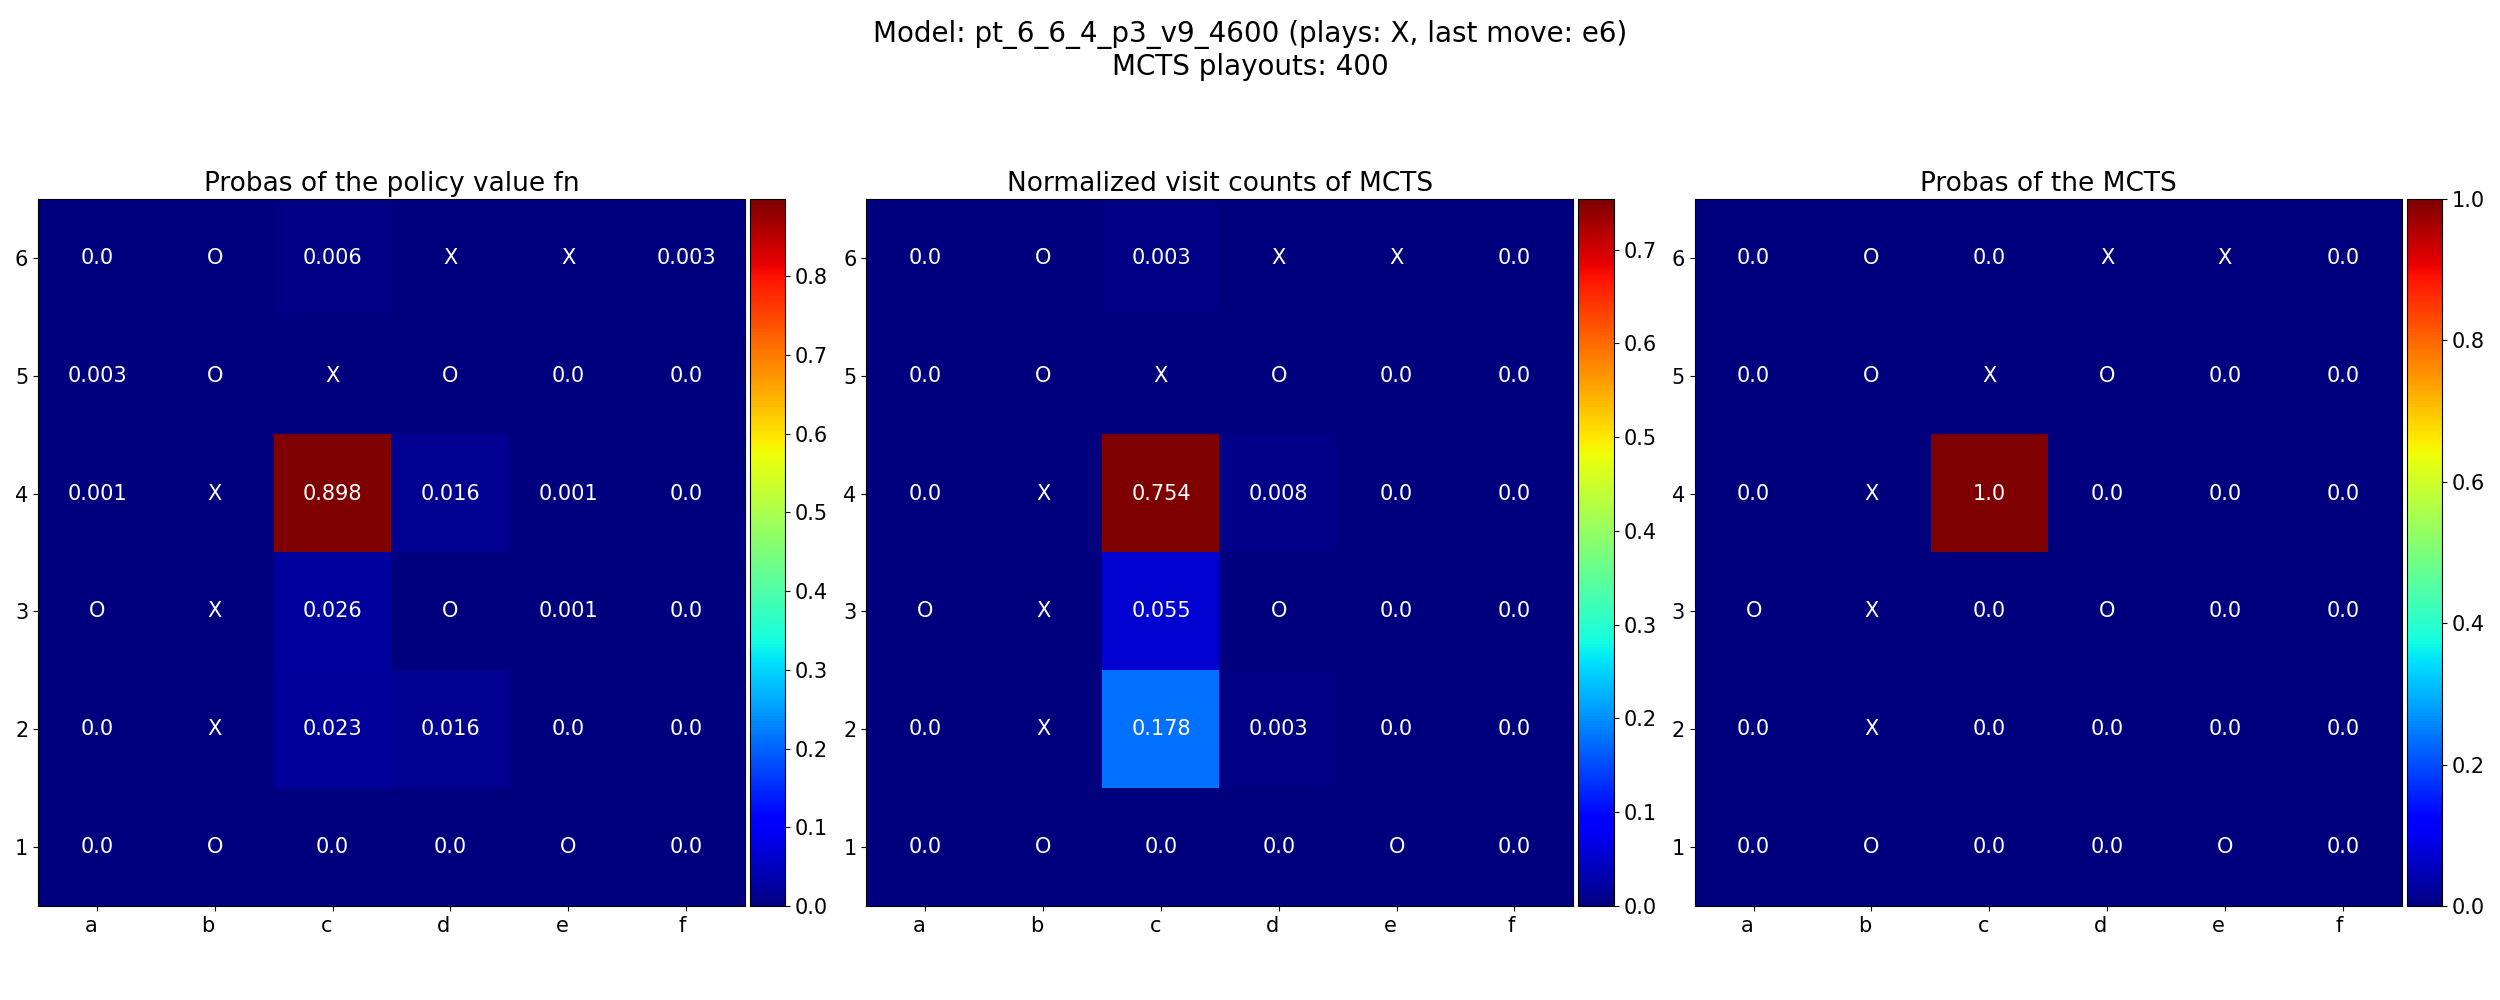 Model: pt_6_6_4_p3_v9_4600 (plays: X, last move: e6)
MCTS playouts: 400
Probas of the policy value fn
6 0.0 O 0.006 X X 0.003
5 0.003 O X O 0.0 0.0
4 0.001 X 0.898 0.016 0.001 0.0
3 O X 0.026 O 0.001 0.0
2 0.0 X 0.023 0.016 0.0 0.0
1 0.0 O 0.0 0.0 O 0.0
a b c d e f
0.8
0.7
0.6
0.5
0.4
0.3
0.2
0.1
0.0
Normalized visit counts of MCTS
6 0.0 O 0.003 X X 0.0
5 0.0 O X O 0.0 0.0
4 0.0 X 0.754 0.008 0.0 0.0
3 O X 0.055 O 0.0 0.0
2 0.0 X 0.178 0.003 0.0 0.0
1 0.0 O 0.0 0.0 O 0.0
a b c d e f
0.7
0.6
0.5
0.4
0.3
0.2
0.1
0.0
Probas of the MCTS
6 0.0 O 0.0 X X 0.0
5 0.0 O X O 0.0 0.0
4 0.0 X 1.0 0.0 0.0 0.0
3 O X 0.0 O 0.0 0.0
2 0.0 X 0.0 0.0 0.0 0.0
1 0.0 O 0.0 0.0 O 0.0
a b c d e f
1.0
0.8
0.6
0.4
0.2
0.0